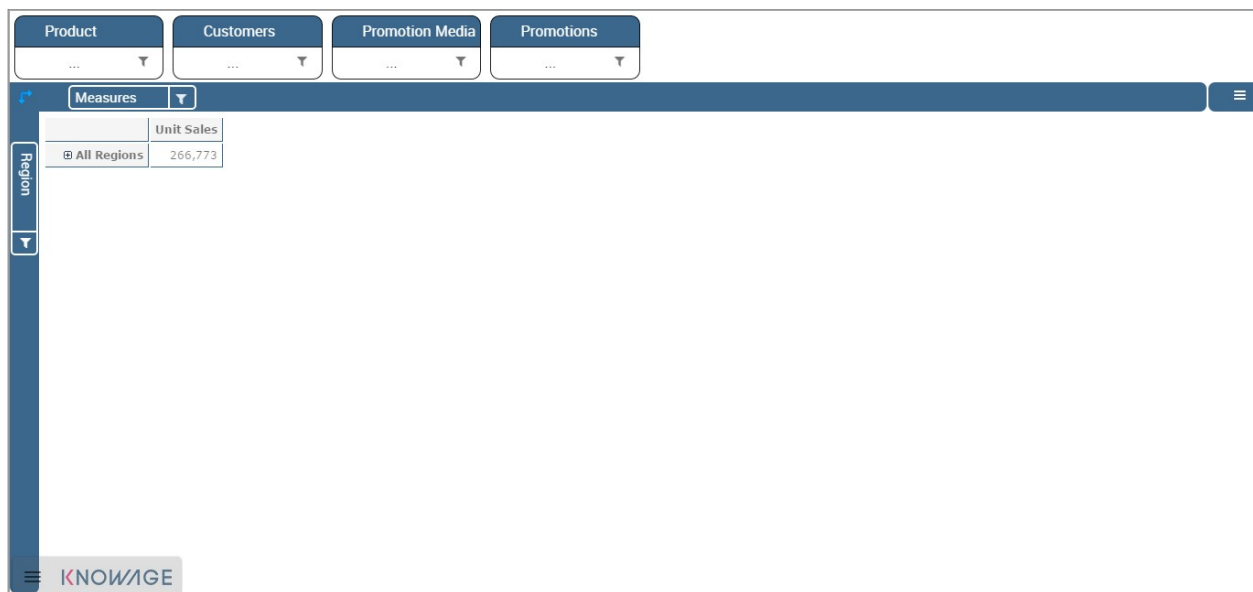 Product Customers Promotion Media Promotions
... ... ... ...
Measures
Unit Sales
All Regions 266,773
Region
KNOWAGE